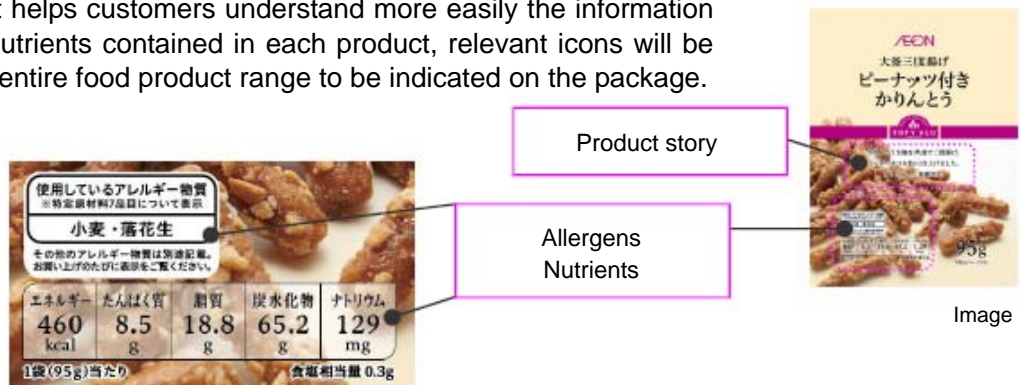 t helps customers understand more easily the information
utrients contained in each product, relevant icons will be
entire food product range to be indicated on the package.
ÆON
大釜三度揚げ
ピーナッツ付き
かりんとう
TOPVALU
95g
Image
Product story
Allergens
Nutrients
使用しているアレルギー物質
※特定原材料7品目について表示
小麦・落花生
その他のアレルギー物質は別途記載。
お買い上げのたびに表示をご覧ください。
エネルギー たんぱく質 脂質 炭水化物 ナトリウム
460 8.5 18.8 65.2 129
kcal g g g mg
1袋(95g)当たり 食塩相当量 0.3g